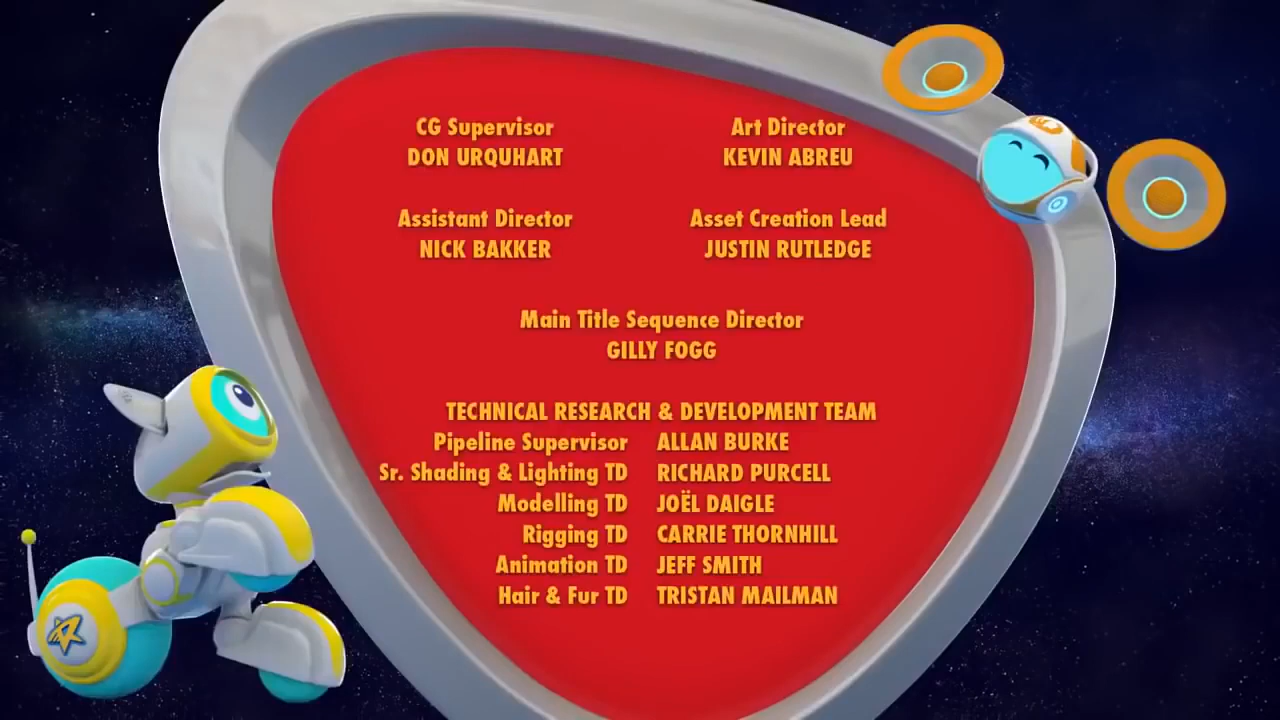 CG Supervisor
DON URQUHART
Art Director
KEVIN ABREU
Assistant Director
NICK BAKKER
Asset Creation Lead
JUSTIN RUTLEDGE
Main Title Sequence Director
GILLY FOGG
TECHNICAL RESEARCH & DEVELOPMENT TEAM
Pipeline Supervisor ALLAN BURKE
Sr. Shading & Lighting TD RICHARD PURCELL
Modelling TD JOËL DAIGLE
Rigging TD CARRIE THORNHILL
Animation TD JEFF SMITH
Hair & Fur TD TRISTAN MAILMAN